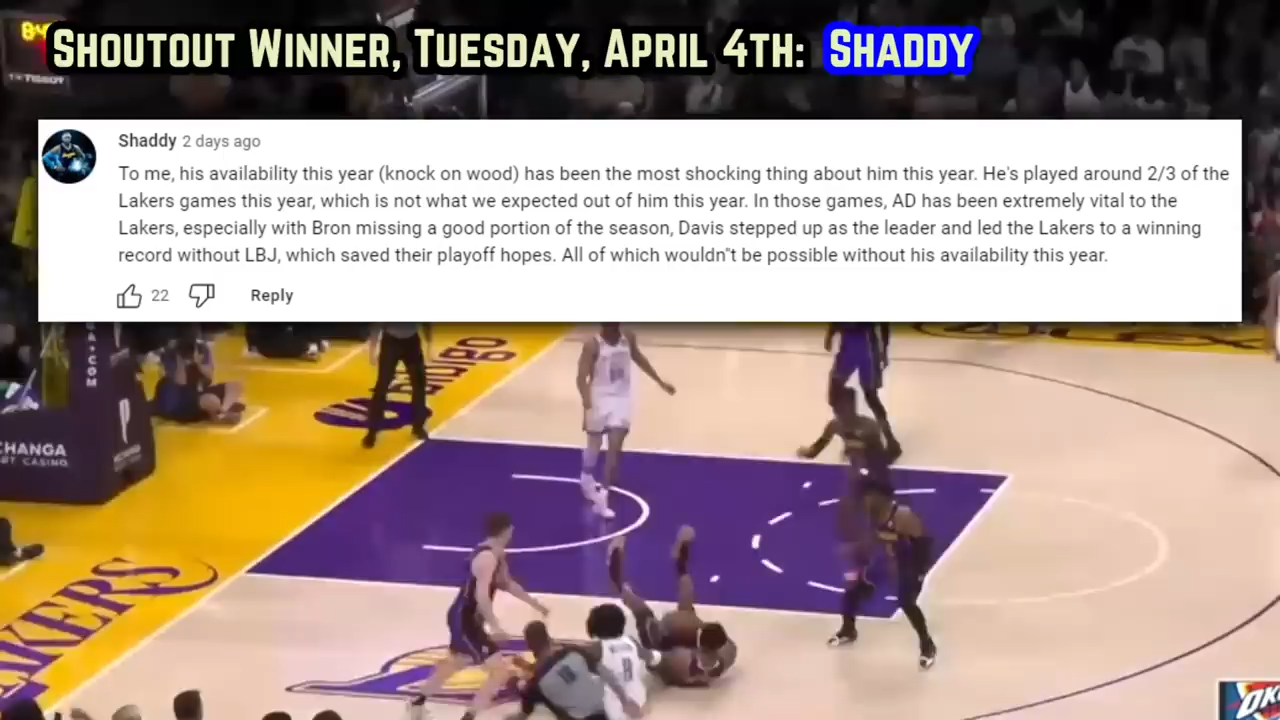 84
TISSOT
SHOUTOUT WINNER, TUESDAY, APRIL 4TH: SHADDY
Shaddy 2 days ago
To me, his availability this year (knock on wood) has been the most shocking thing about him this year. He's played around 2/3 of the
Lakers games this year, which is not what we expected out of him this year. In those games, AD has been extremely vital to the
Lakers, especially with Bron missing a good portion of the season, Davis stepped up as the leader and led the Lakers to a winning
record without LBJ, which saved their playoff hopes. All of which wouldn"t be possible without his availability this year.
22
Reply
bibigo
CHANGA
CASINO
LAKERS
OKC